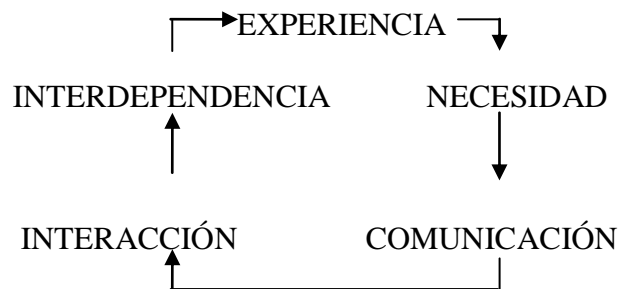 EXPERIENCIA
INTERDEPENDENCIA NECESIDAD
INTERACCIÓN COMUNICACIÓN